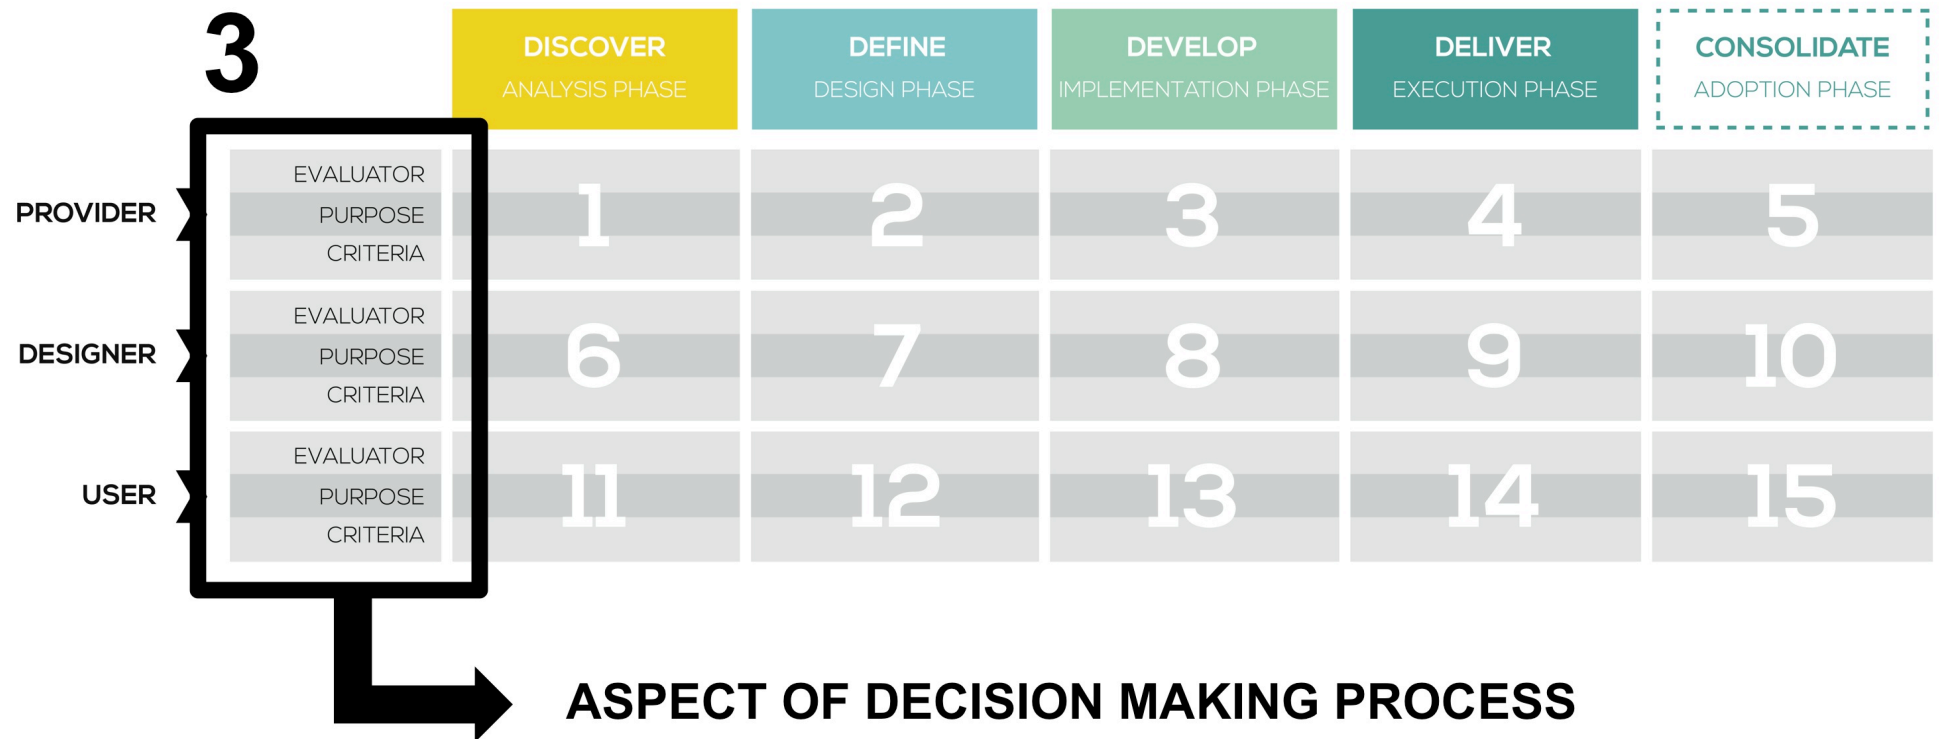 3
DISCOVER
ANALYSIS PHASE
DEFINE
DESIGN PHASE
DEVELOP
IMPLEMENTATION PHASE
DELIVER
EXECUTION PHASE
CONSOLIDATE
ADOPTION PHASE
PROVIDER
EVALUATOR
PURPOSE
CRITERIA
1
2
3
4
5
DESIGNER
EVALUATOR
PURPOSE
CRITERIA
6
7
8
9
10
USER
EVALUATOR
PURPOSE
CRITERIA
11
12
13
14
15
ASPECT OF DECISION MAKING PROCESS